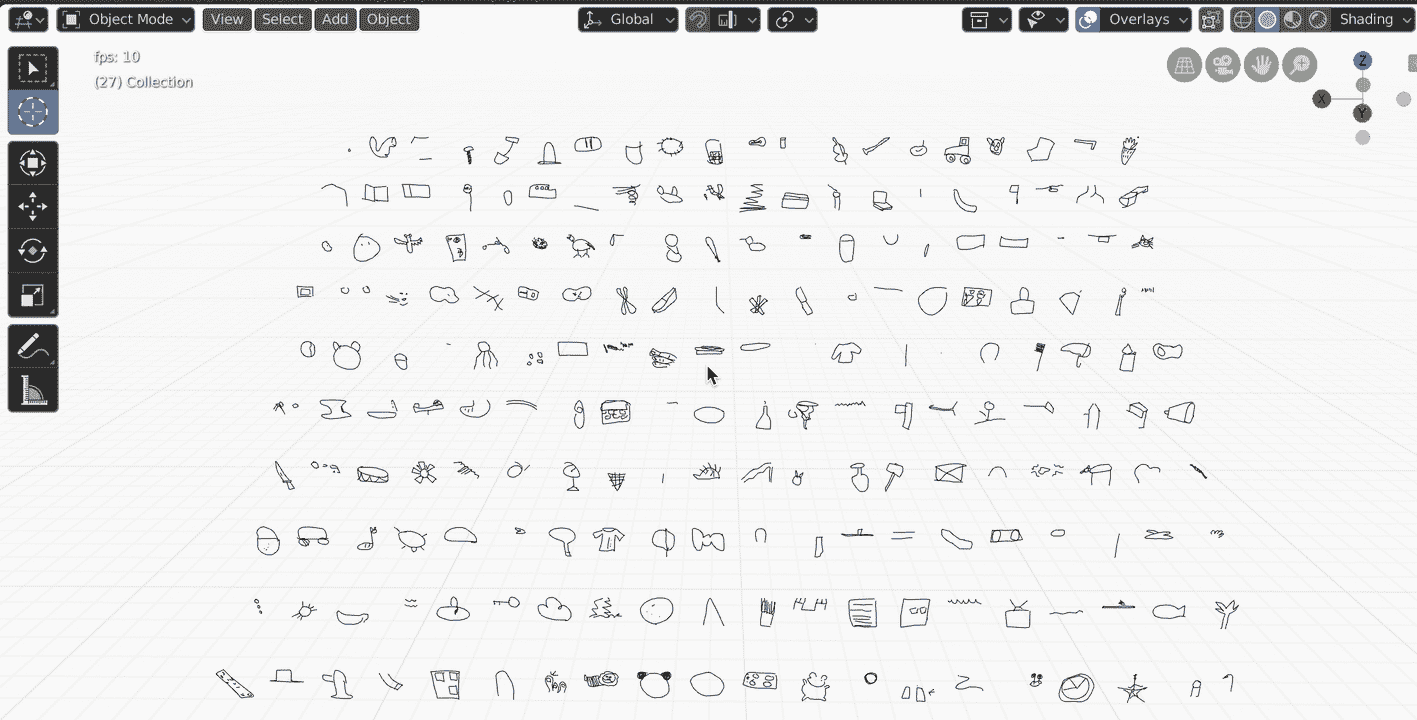 Object Mode View Select Add Object Global Overlays Shading
fps: 10
(27) Collection
Z
X
Y